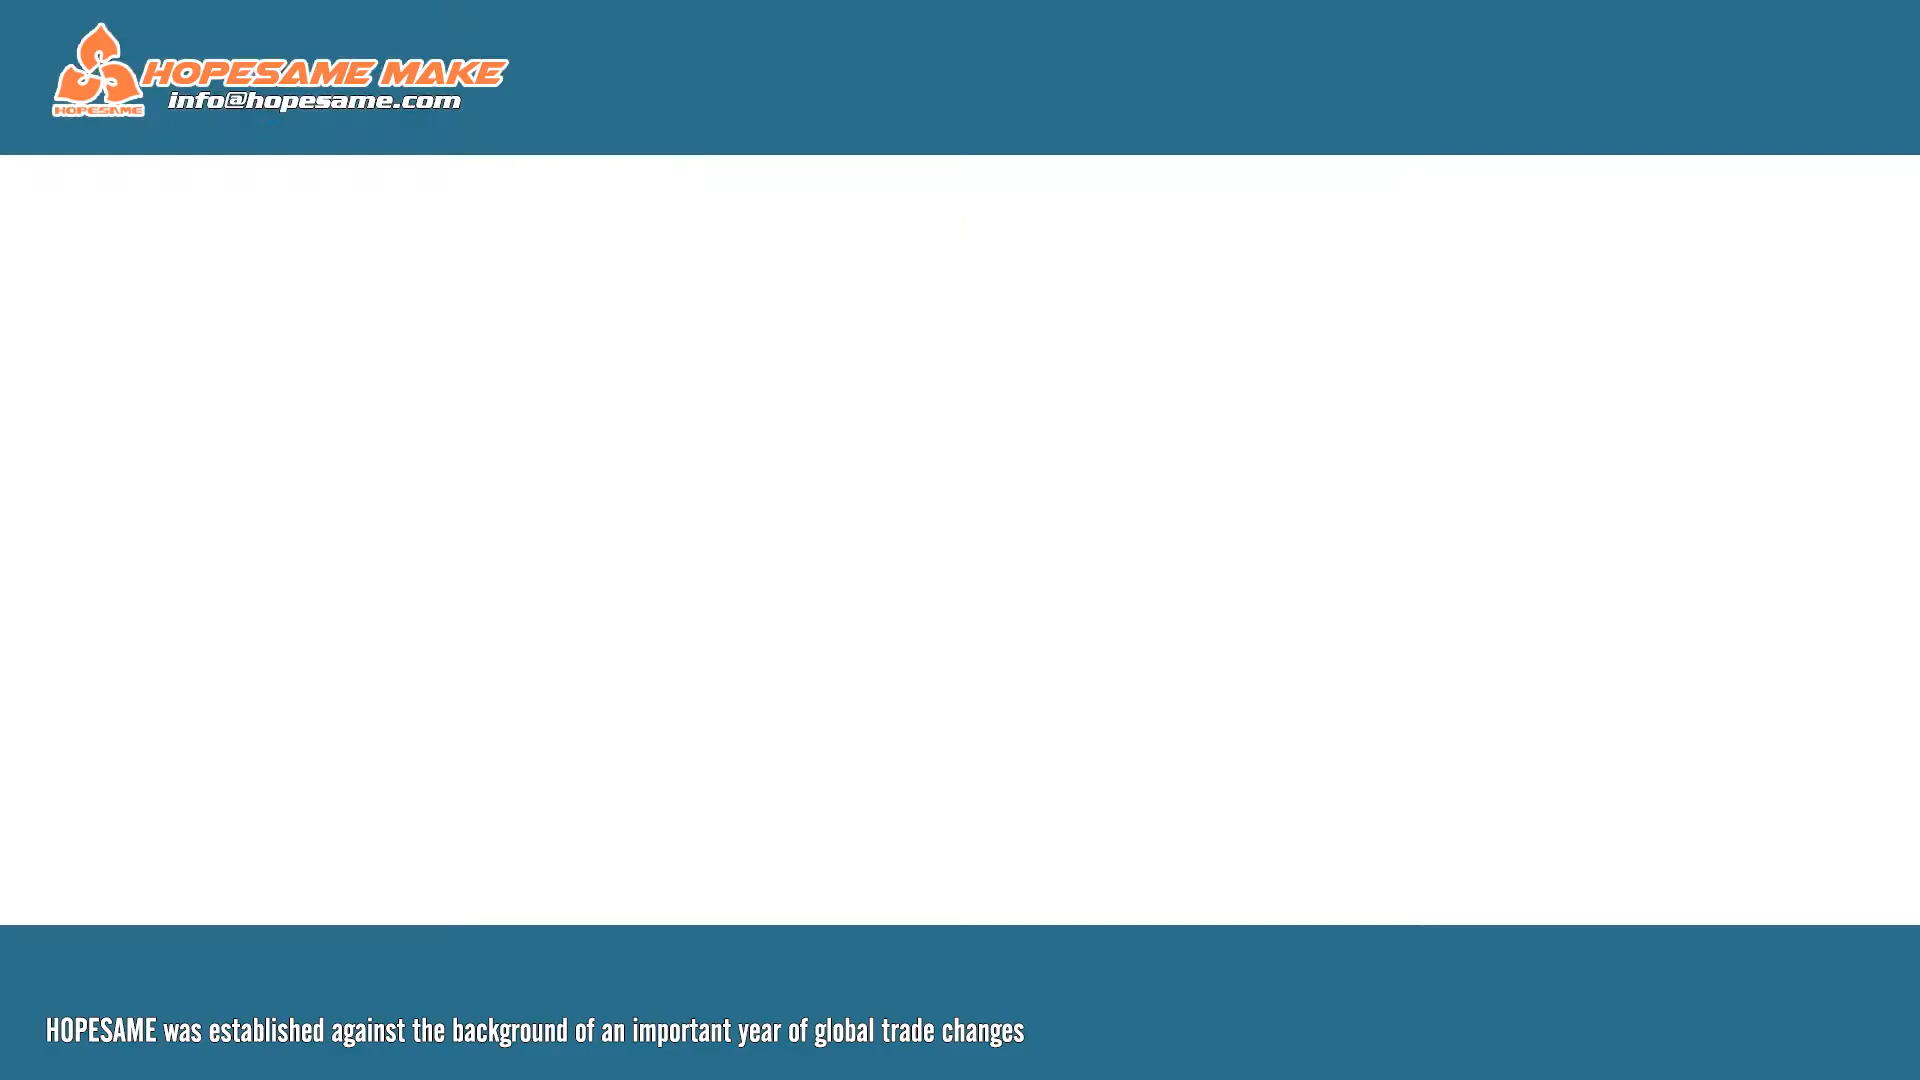 HOPESAME MAKE
info@hopesame.com
HOPESAME
HOPESAME was established against the background of an important year of global trade changes